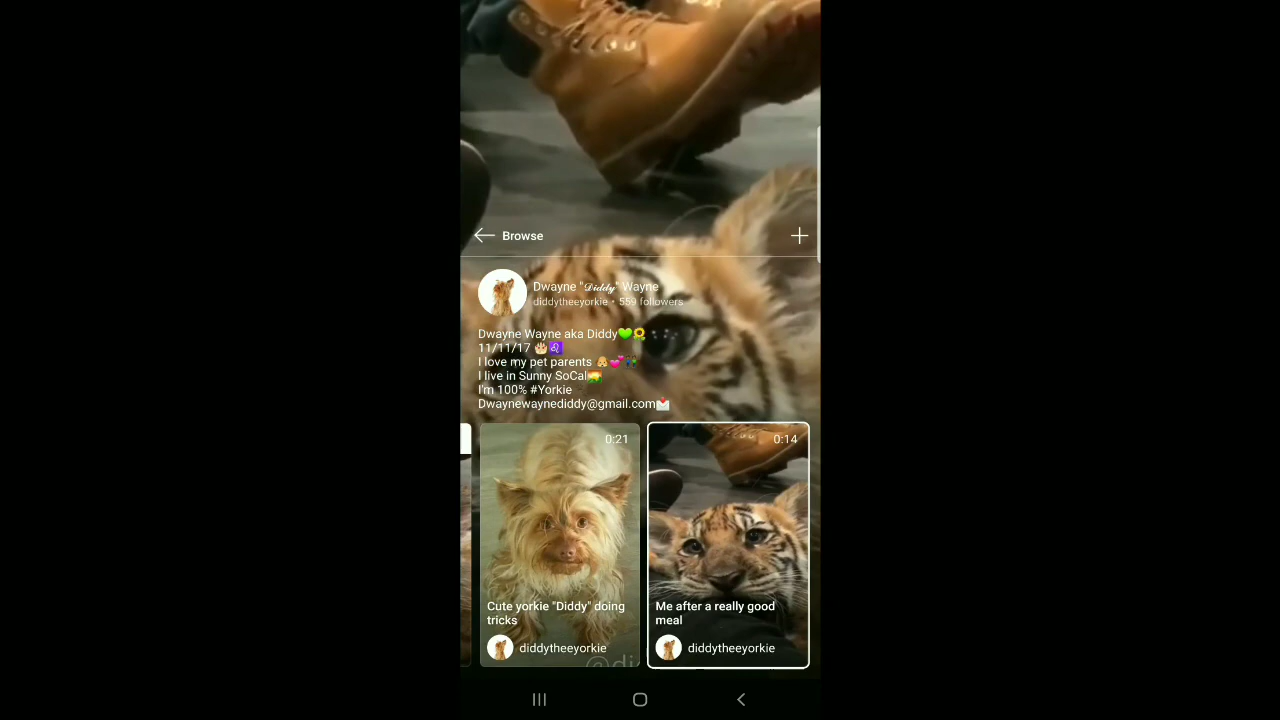 Browse
Dwayne "𝒟𝒾𝒹𝒹𝓎" Wayne
diddytheeyorkie • 559 followers
Dwayne Wayne aka Diddy💚🌻
11/11/17 🎂♌
I love my pet parents 💕
I live in Sunny SoCal
I'm 100% #Yorkie
Dwaynewaynediddy@gmail.com💌
0:21
Cute yorkie "Diddy" doing
tricks
diddytheeyorkie
0:14
Me after a really good
meal
diddytheeyorkie